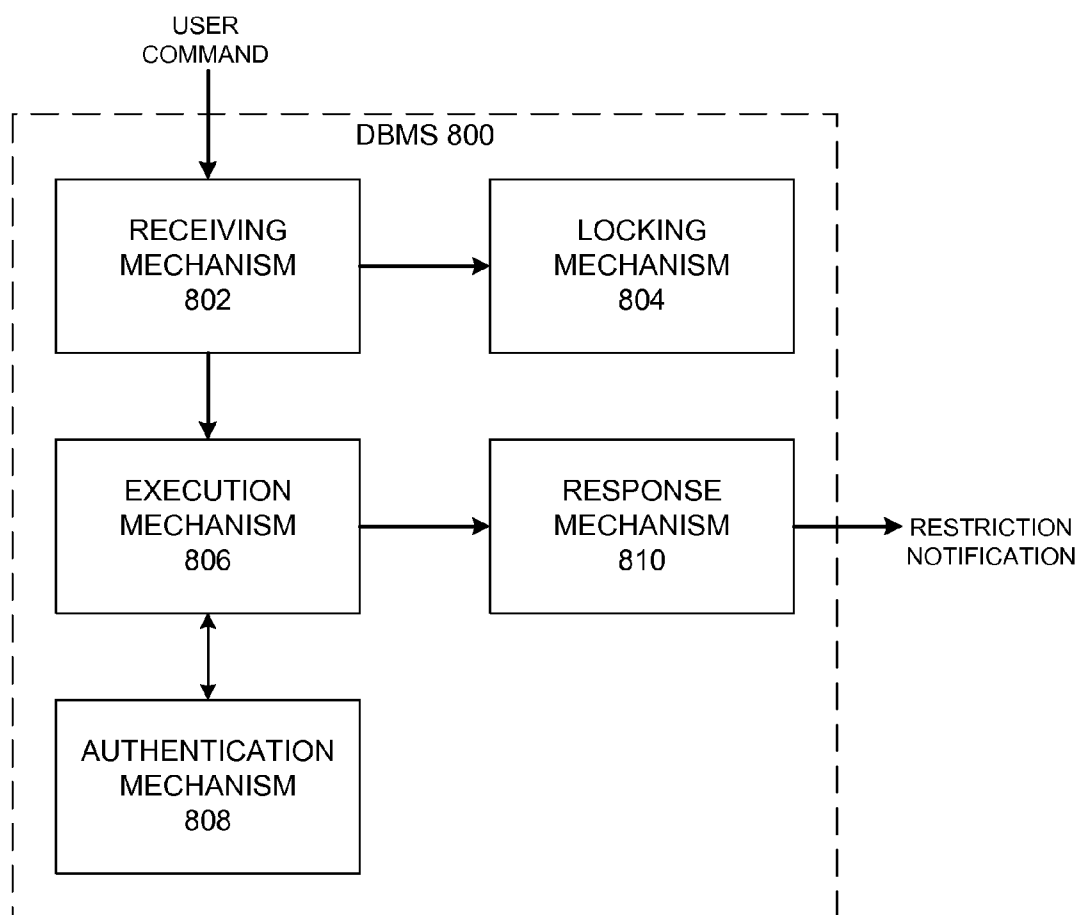 USER
COMMAND
DBMS 800
RECEIVING
MECHANISM
802
LOCKING
MECHANISM
804
EXECUTION
MECHANISM
806
RESPONSE
MECHANISM
810
RESTRICTION
NOTIFICATION
AUTHENTICATION
MECHANISM
808